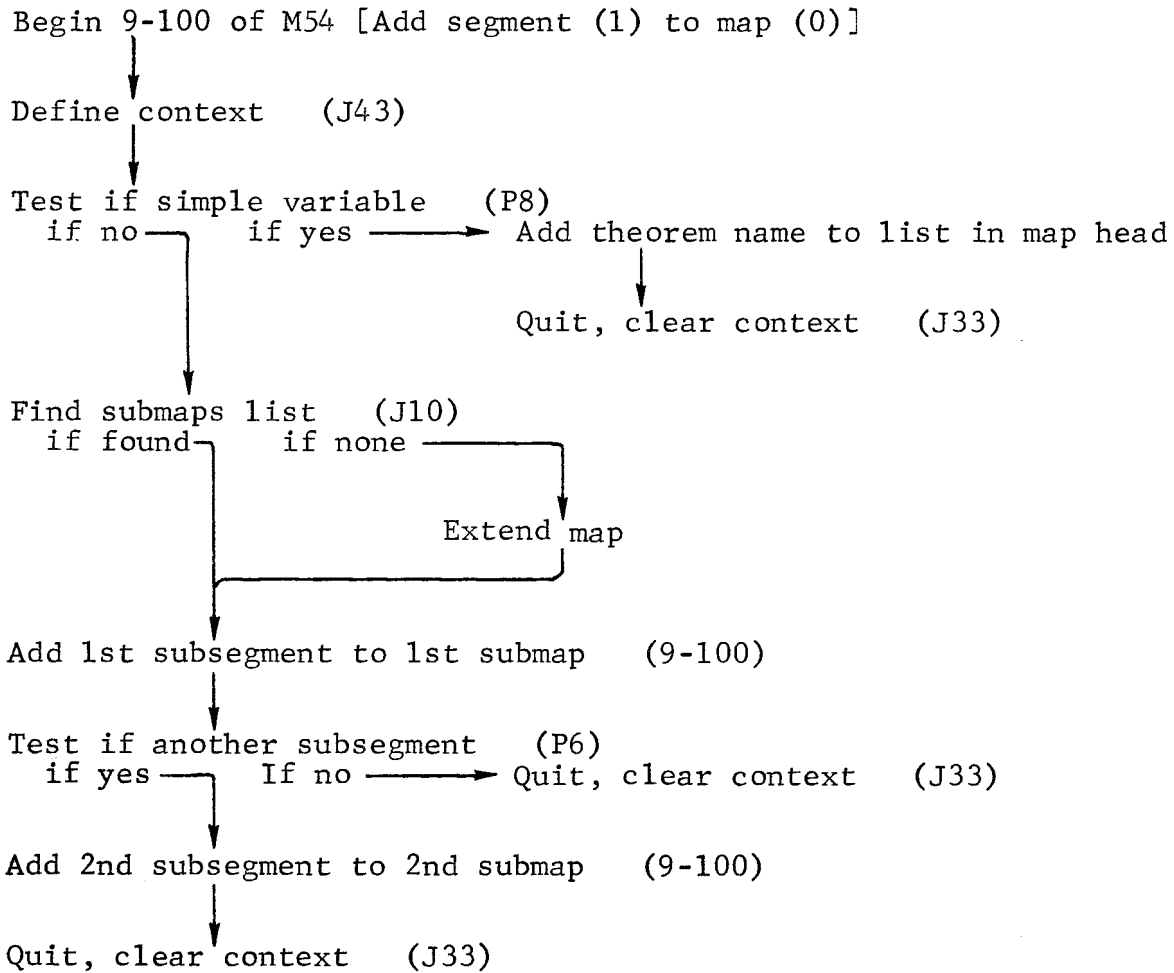 Begin 9-100 of M54 [Add segment (1) to map (0)]
Define context (J43)
Test if simple variable (P8)
if no if yes Add theorem name to list in map head
Quit, clear context (J33)
Find submaps list (J10)
if found if none
Extend map
Add 1st subsegment to 1st submap (9-100)
Test if another subsegment (P6)
if yes If no Quit, clear context (J33)
Add 2nd subsegment to 2nd submap (9-100)
Quit, clear context (J33)